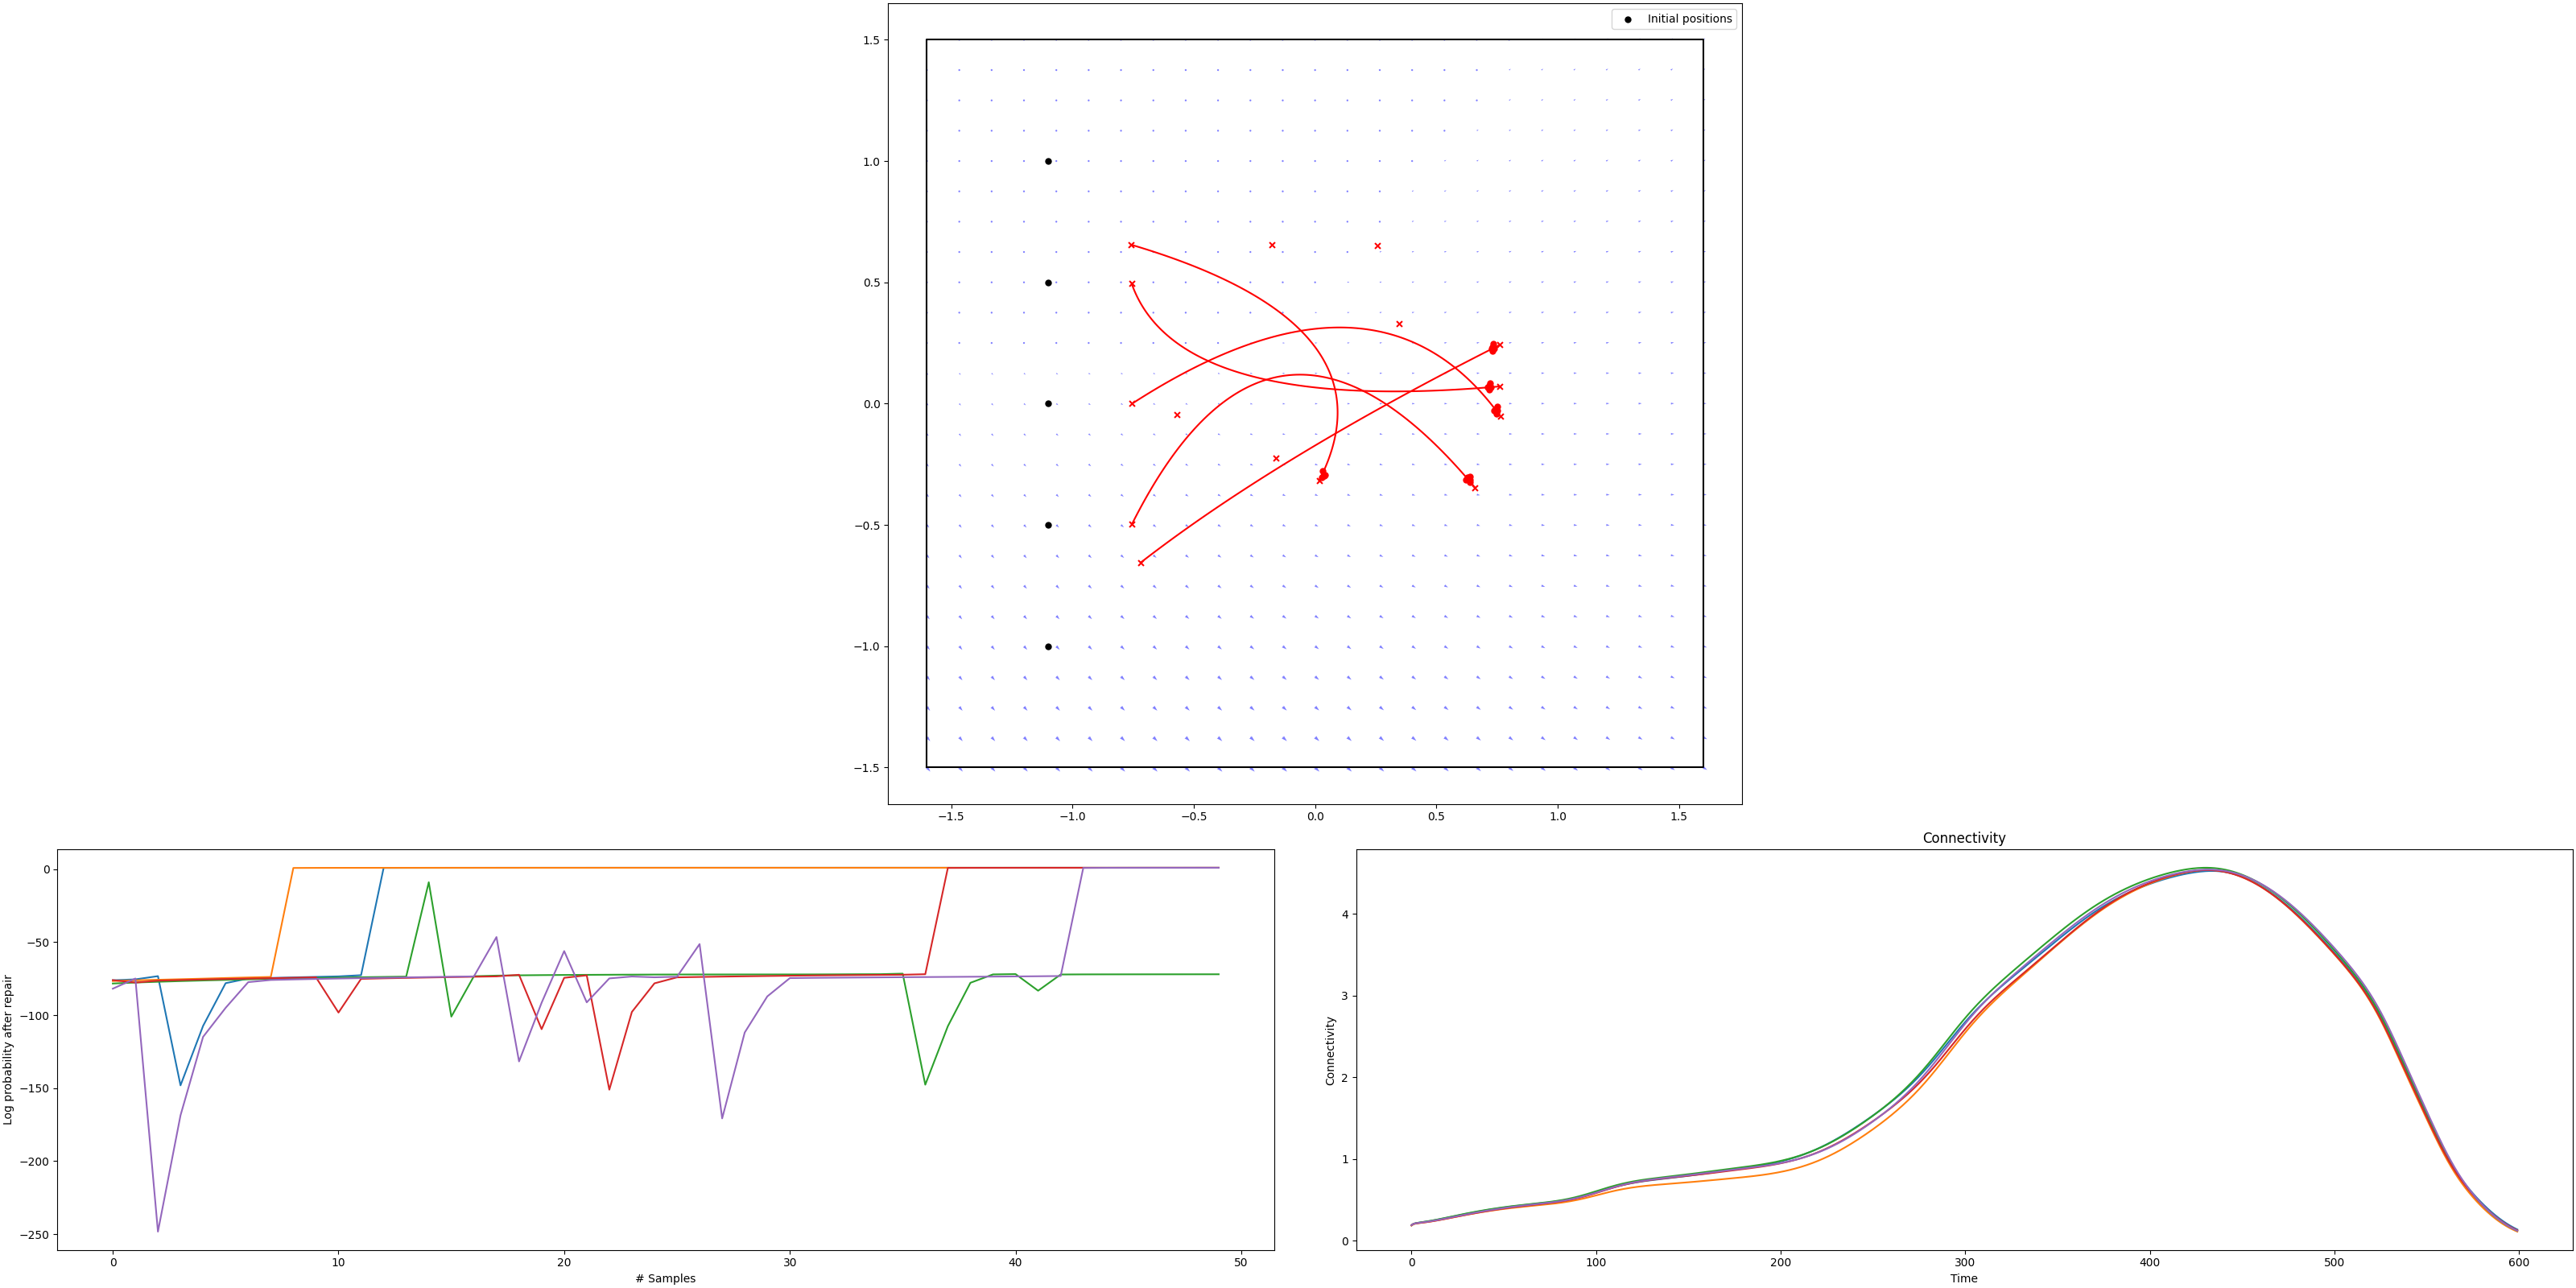 Initial positions
1.5
1.0
0.5
0.0
−0.5
−1.0
−1.5
−1.5 −1.0 −0.5 0.0 0.5 1.0 1.5
Log probability after repair
0
−50
−100
−150
−200
−250
0 10 20 30 40 50
# Samples
Connectivity
Connectivity
4
3
2
1
0
0 100 200 300 400 500 600
Time